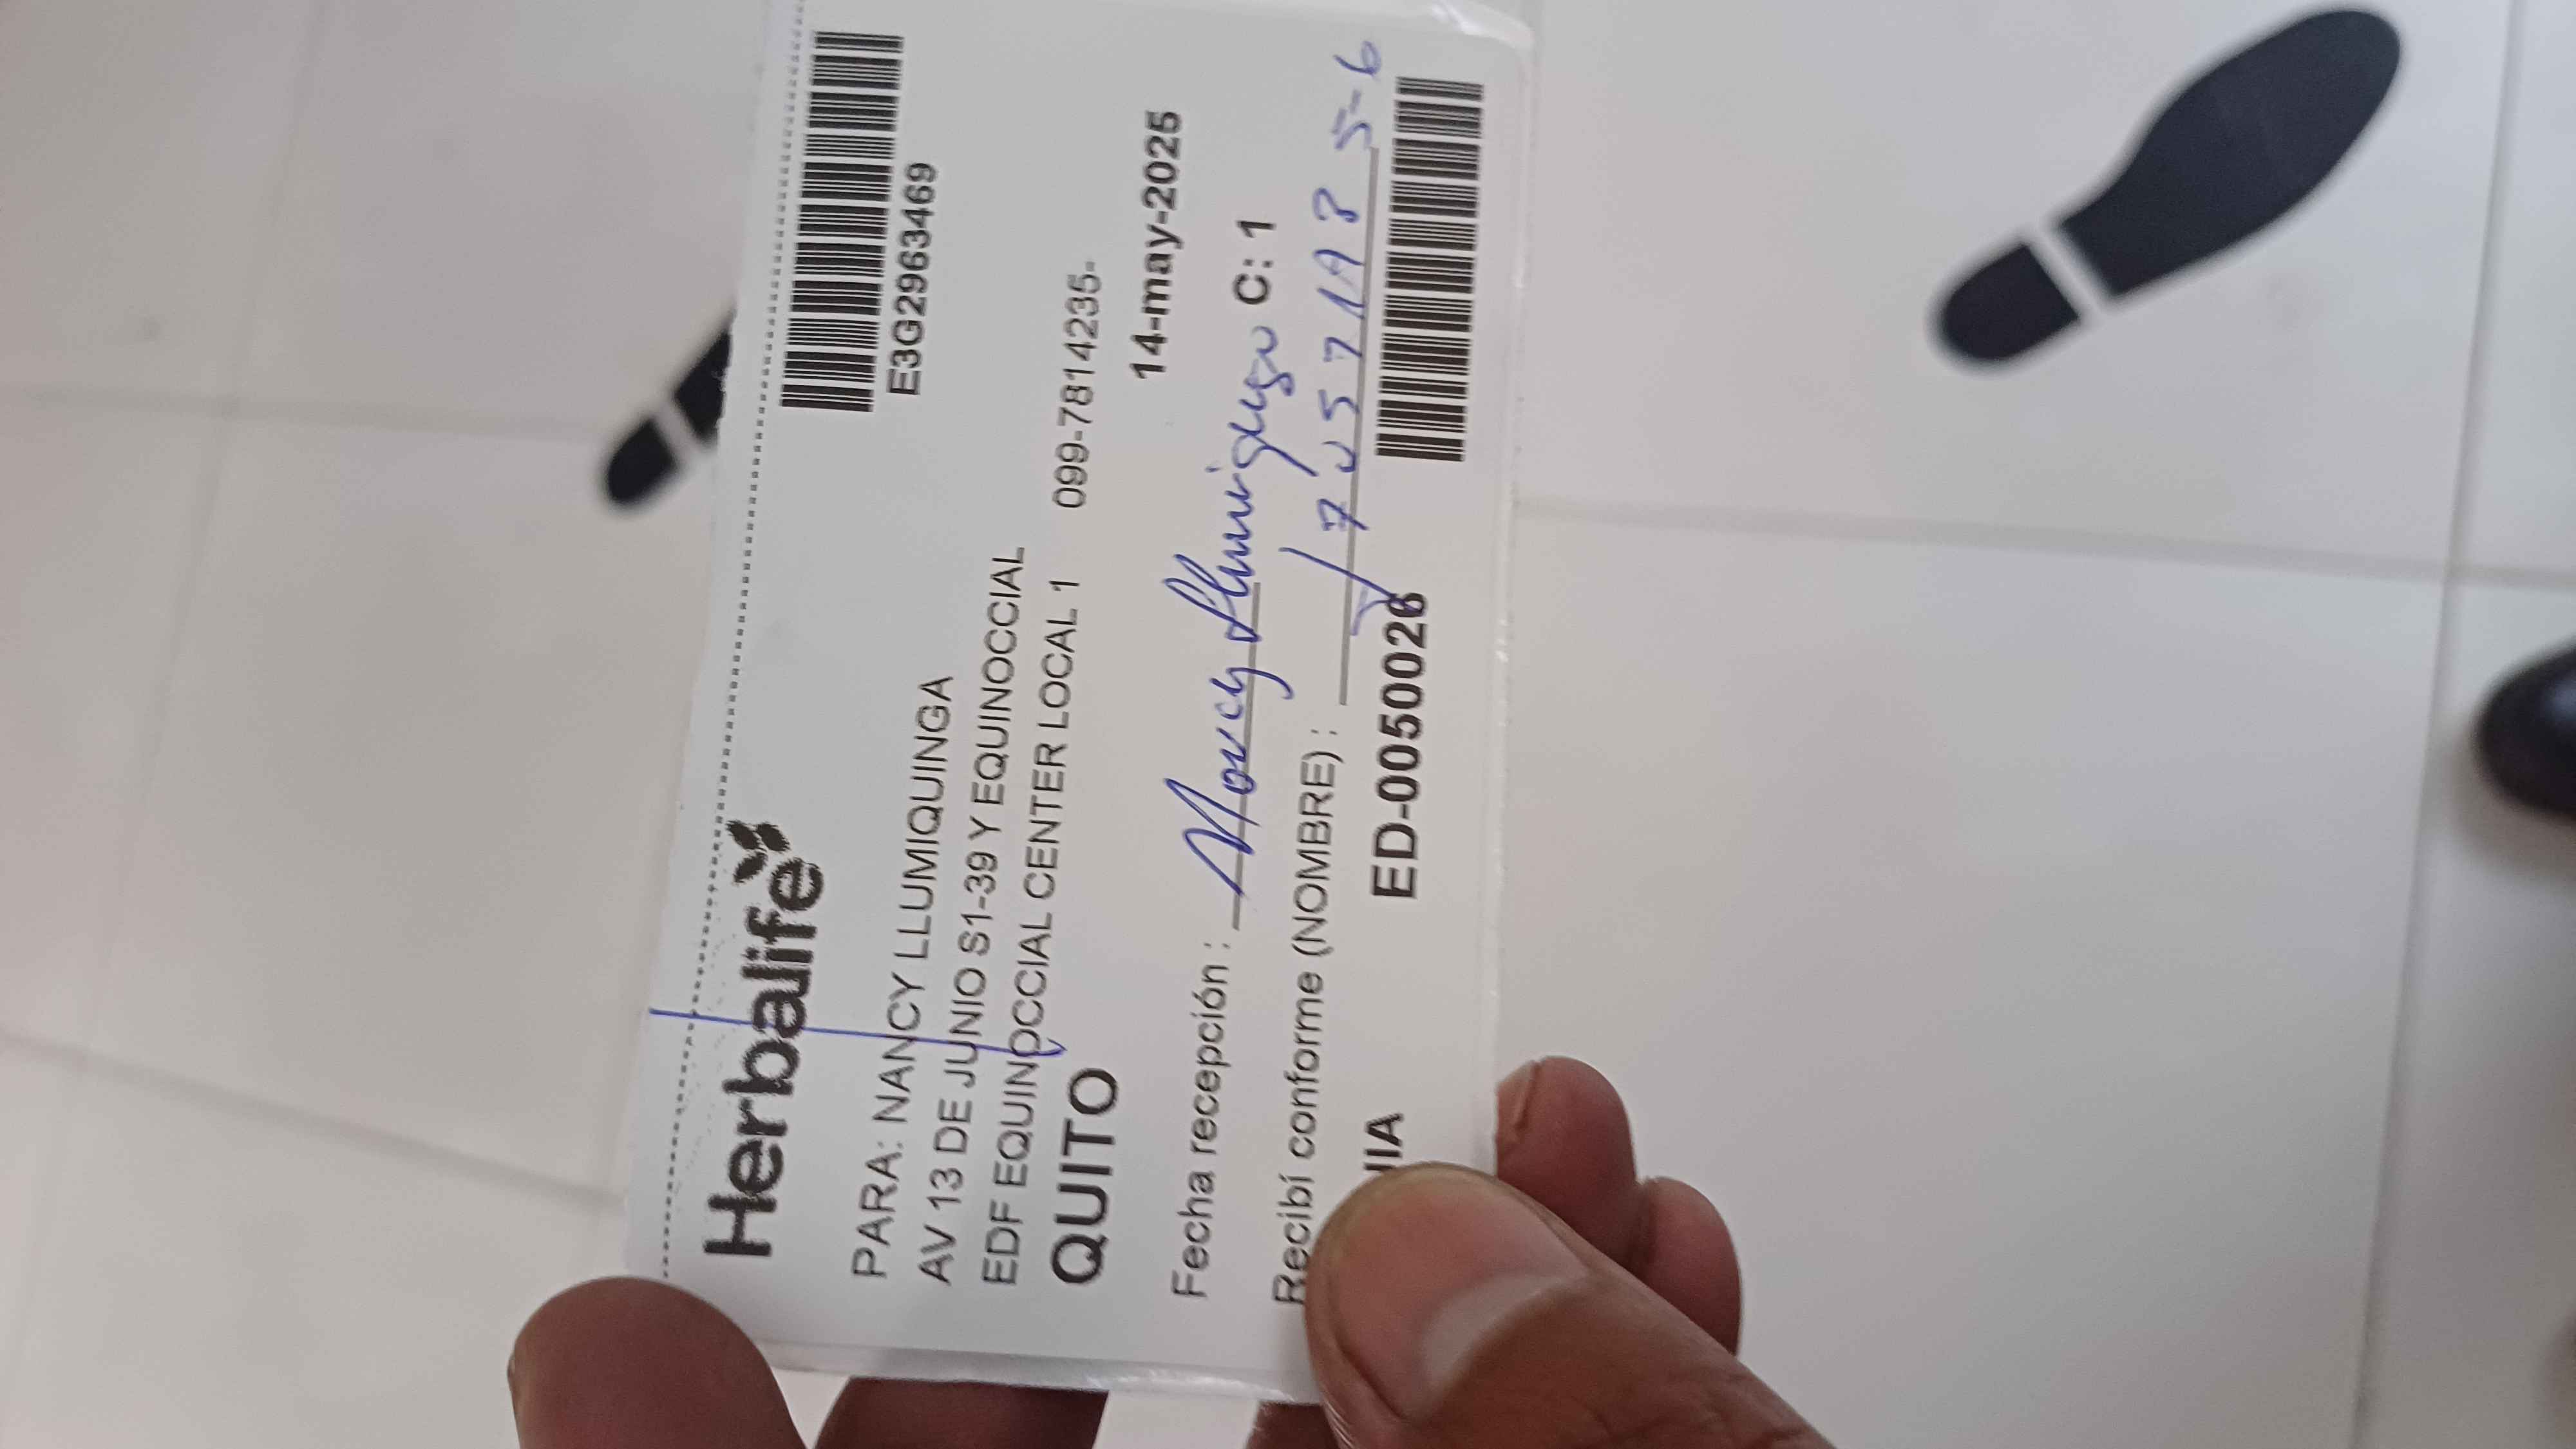 Herbalife
E3G2963469
PARA: NANCY LLUMIQUINGA
AV 13 DE JUNIO S1-39 Y EQUINOCCIAL
EDF EQUINOCCIAL CENTER LOCAL 1 099-7814235-
QUITO 14-may-2025
Fecha recepción : C: 1
Recibí conforme (NOMBRE) :
ED-0050026